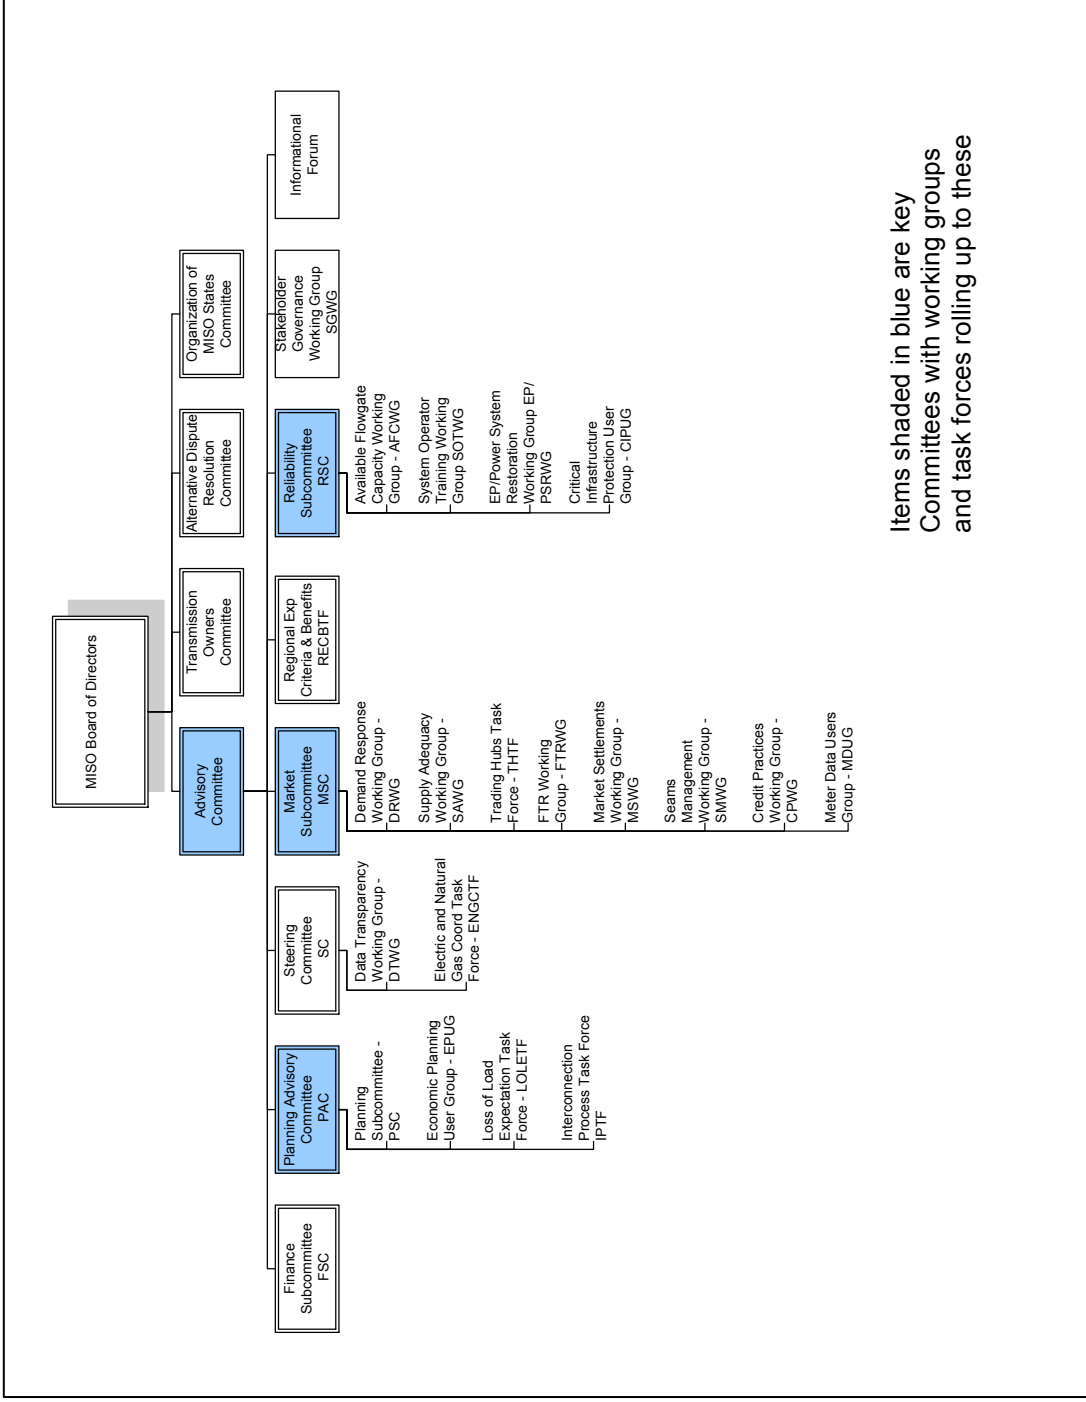 MISO Board of Directors
Advisory
Committee
Transmission
Owners
Committee
Alternative Dispute
Resolution
Committee
Organization of
MISO States
Committee
Finance
Subcommittee
FSC
Planning Advisory
Committee
PAC
Steering
Committee
SC
Market
Subcommittee
MSC
Regional Exp
Criteria & Benefits
RECBTF
Reliability
Subcommittee
RSC
Stakeholder
Governance
Working Group
SGWG
Informational
Forum
Planning
Subcommittee -
PSC
Economic Planning
User Group - EPUG
Loss of Load
Expectation Task
Force - LOLETF
Interconnection
Process Task Force
IPTF
Data Transparency
Working Group -
DTWG
Electric and Natural
Gas Coord Task
Force - ENGCTF
Demand Response
Working Group -
DRWG
Supply Adequacy
Working Group -
SAWG
Trading Hubs Task
Force - THTF
FTR Working
Group - FTRWG
Market Settlements
Working Group -
MSWG
Seams
Management
Working Group -
SMWG
Credit Practices
Working Group -
CPWG
Meter Data Users
Group - MDUG
Available Flowgate
Capacity Working
Group - AFCWG
System Operator
Training Working
Group SOTWG
EP/Power System
Restoration
Working Group EP/
PSRWG
Critical
Infrastructure
Protection User
Group - CIPUG
Items shaded in blue are key
Committees with working groups
and task forces rolling up to these